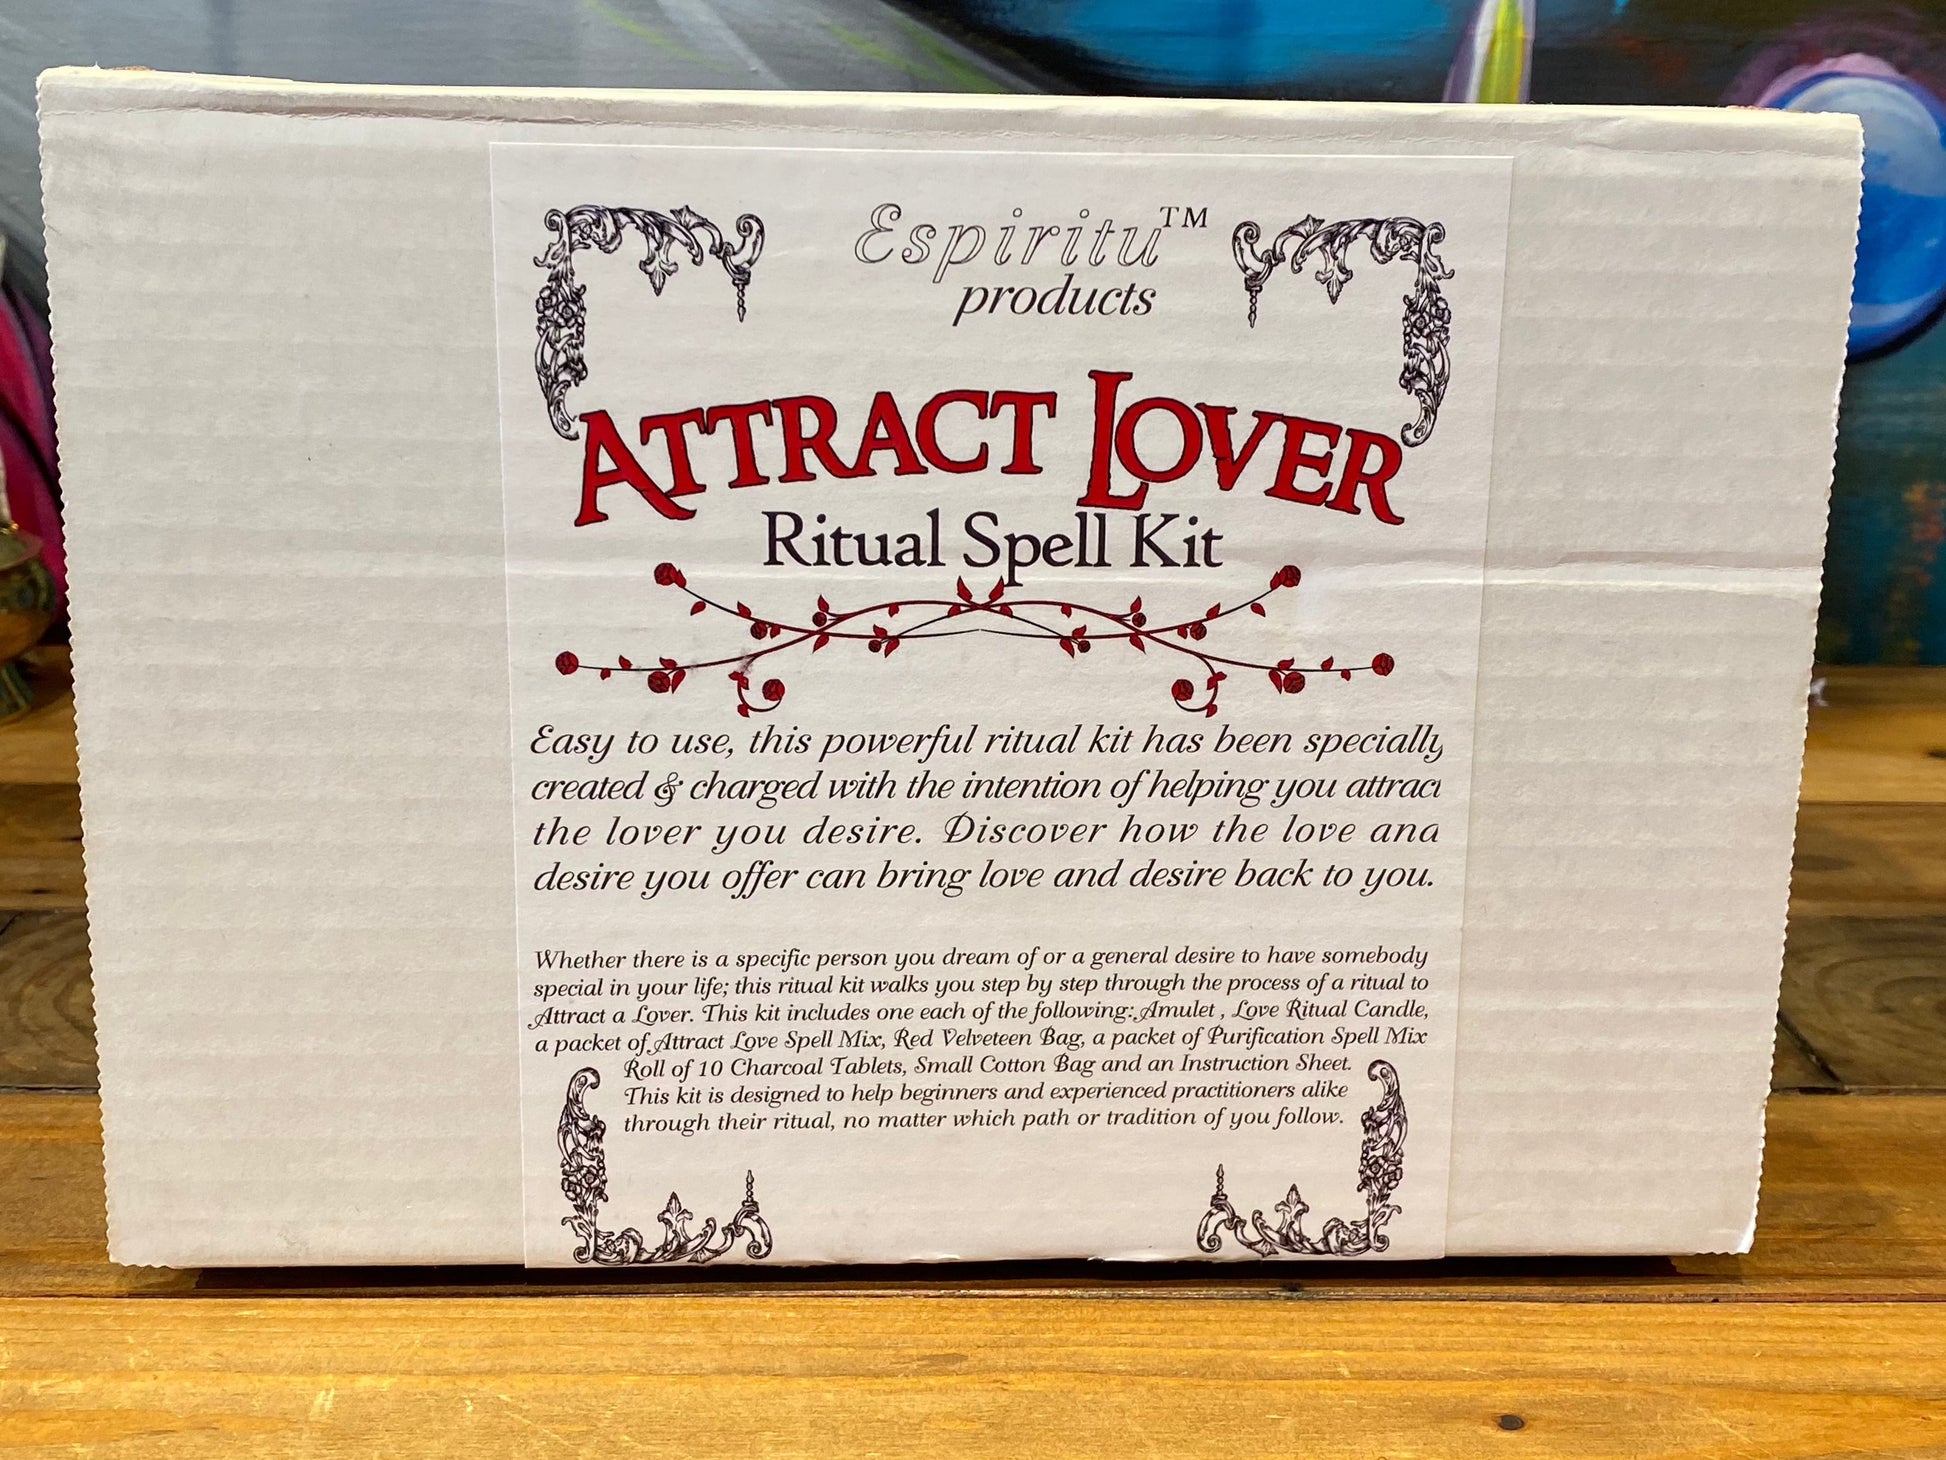 Espiritu™
products
ATTRACT LOVER
Ritual Spell Kit
Easy to use, this powerful ritual kit has been specially
created & charged with the intention of helping you attract
the lover you desire. Discover how the love and
desire you offer can bring love and desire back to you.
Whether there is a specific person you dream of or a general desire to have somebody
special in your life; this ritual kit walks you step by step through the process of a ritual to
Attract a Lover. This kit includes one each of the following: Amulet , Love Ritual Candle,
a packet of Attract Love Spell Mix, Red Velveteen Bag, a packet of Purification Spell Mix
Roll of 10 Charcoal Tablets, Small Cotton Bag and an Instruction Sheet.
This kit is designed to help beginners and experienced practitioners alike
through their ritual, no matter which path or tradition of you follow.